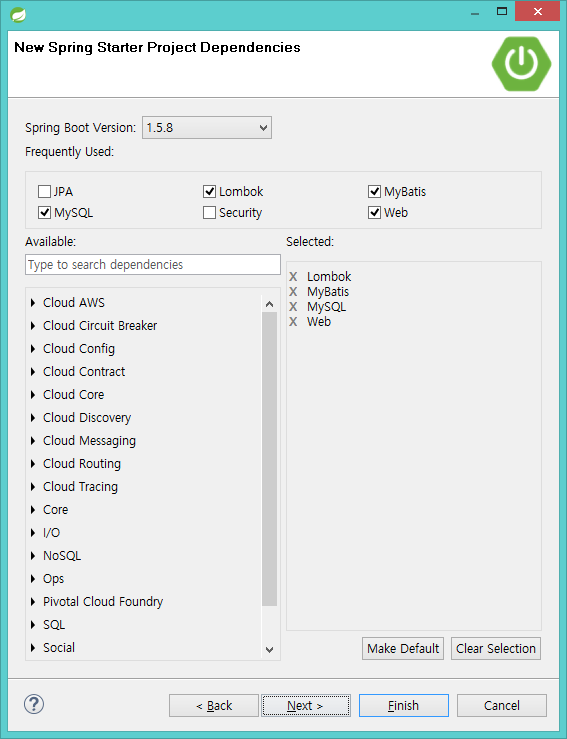 New Spring Starter Project Dependencies
Spring Boot Version: 1.5.8
Frequently Used:
JPA Lombok MyBatis
MySQL Security Web
Available: Selected:
Type to search dependencies
X Lombok
X MyBatis
X MySQL
X Web
Cloud AWS
Cloud Circuit Breaker
Cloud Config
Cloud Contract
Cloud Core
Cloud Discovery
Cloud Messaging
Cloud Routing
Cloud Tracing
Core
I/O
NoSQL
Ops
Pivotal Cloud Foundry
SQL
Social
Make Default Clear Selection
? < Back Next > Finish Cancel